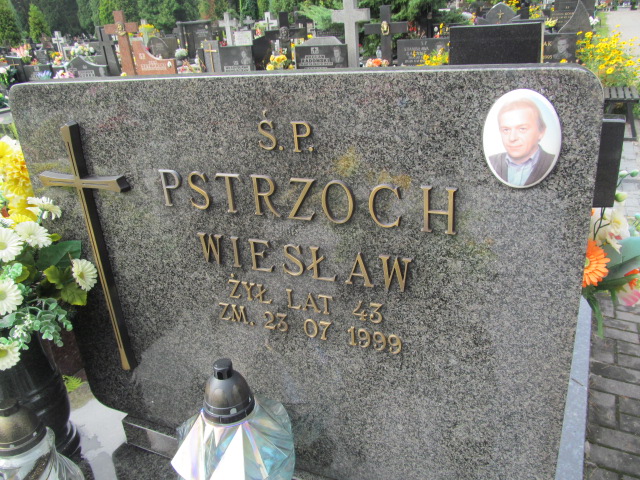 Ś.P.
PSTRZOCH
WIESŁAW
ŻYŁ LAT 43
ZM. 23 07 1999